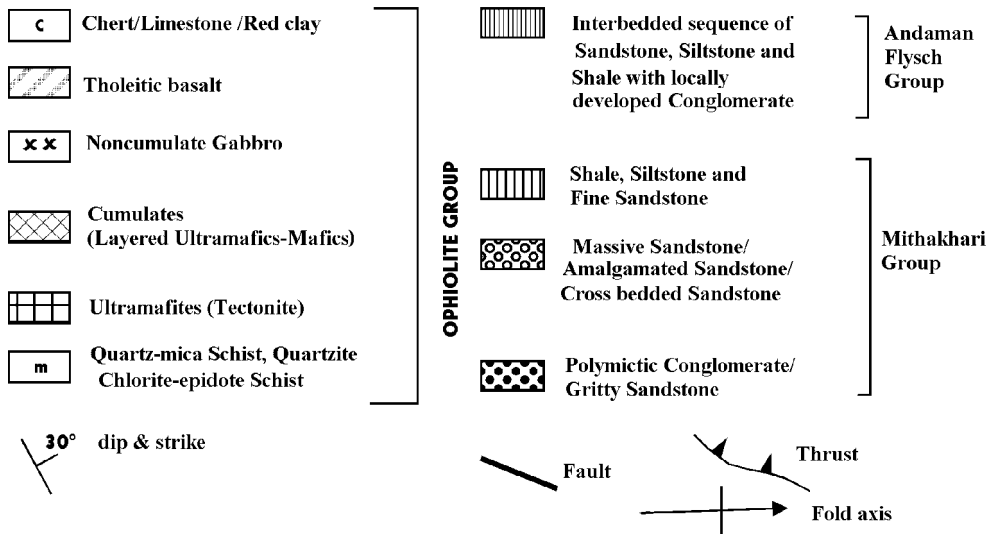 c
Chert/Limestone /Red clay
Tholeitic basalt
x x
Noncumulate Gabbro
Cumulates
(Layered Ultramafics-Mafics)
Ultramafites (Tectonite)
m
Quartz-mica Schist, Quartzite
Chlorite-epidote Schist
OPHIOLITE GROUP
30° dip & strike
Interbedded sequence of
Sandstone, Siltstone and
Shale with locally
developed Conglomerate
Andaman
Flysch
Group
Shale, Siltstone and
Fine Sandstone
Massive Sandstone/
Amalgamated Sandstone/
Cross bedded Sandstone
Polymictic Conglomerate/
Gritty Sandstone
Mithakhari
Group
Fault
Thrust
Fold axis